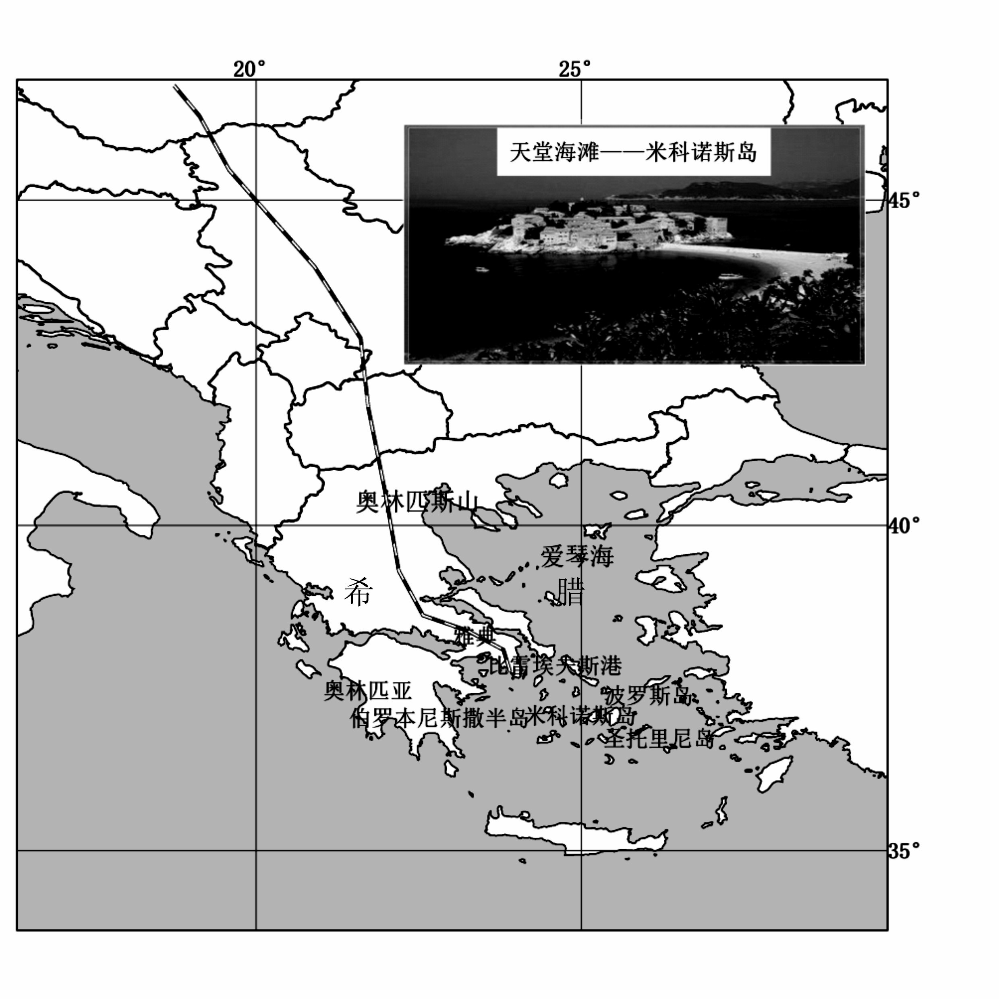 20° 25°
天堂海滩——米科诺斯岛
45°
奥林匹斯山
40°
爱琴海
希 腊
雅典
比雷埃夫斯港
奥林匹亚
波罗斯岛
伯罗本尼斯撒半岛
米科诺斯岛
圣托里尼岛
35°